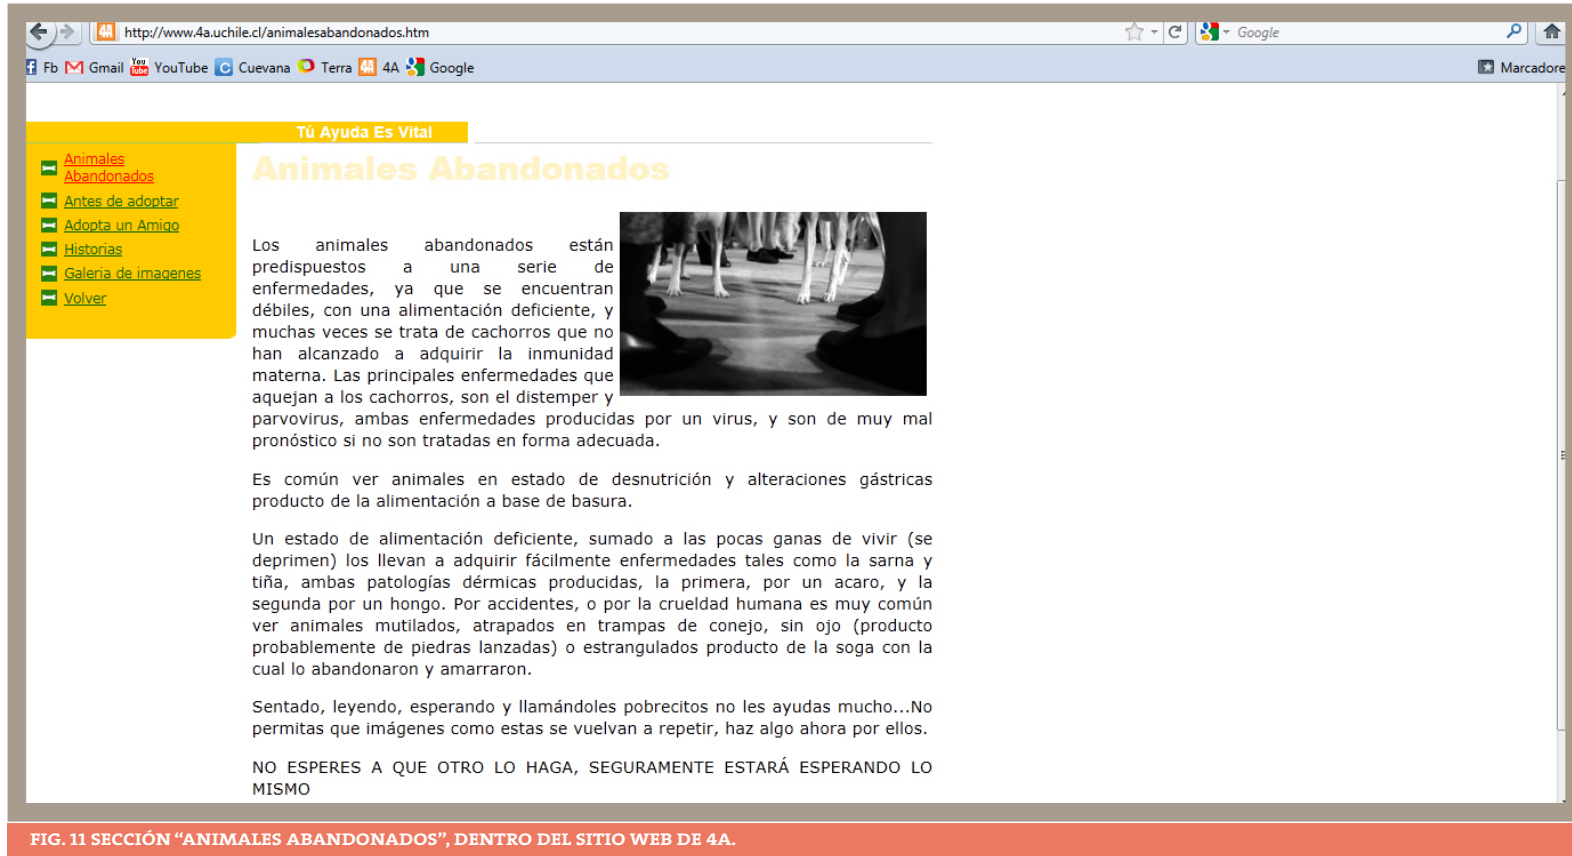 http://www.4a.uchile.cl/animalesabandonados.htm
Google
Fb Gmail YouTube Cuevana Terra 4A Google
Marcadore
Tú Ayuda Es Vital
Animales
Abandonados
Antes de adoptar
Adopta un Amigo
Historias
Galeria de imagenes
Volver
Animales Abandonados
Los animales abandonados están
predispuestos a una serie de
enfermedades, ya que se encuentran
débiles, con una alimentación deficiente, y
muchas veces se trata de cachorros que no
han alcanzado a adquirir la inmunidad
materna. Las principales enfermedades que
aquejan a los cachorros, son el distemper y
parvovirus, ambas enfermedades producidas por un virus, y son de muy mal
pronóstico si no son tratadas en forma adecuada.
Es común ver animales en estado de desnutrición y alteraciones gástricas
producto de la alimentación a base de basura.
Un estado de alimentación deficiente, sumado a las pocas ganas de vivir (se
deprimen) los llevan a adquirir fácilmente enfermedades tales como la sarna y
tiña, ambas patologías dérmicas producidas, la primera, por un acaro, y la
segunda por un hongo. Por accidentes, o por la crueldad humana es muy común
ver animales mutilados, atrapados en trampas de conejo, sin ojo (producto
probablemente de piedras lanzadas) o estrangulados producto de la soga con la
cual lo abandonaron y amarraron.
Sentado, leyendo, esperando y llamándoles pobrecitos no les ayudas mucho...No
permitas que imágenes como estas se vuelvan a repetir, haz algo ahora por ellos.
NO ESPERES A QUE OTRO LO HAGA, SEGURAMENTE ESTARÁ ESPERANDO LO
MISMO
FIG. 11 SECCIÓN “ANIMALES ABANDONADOS”, DENTRO DEL SITIO WEB DE 4A.